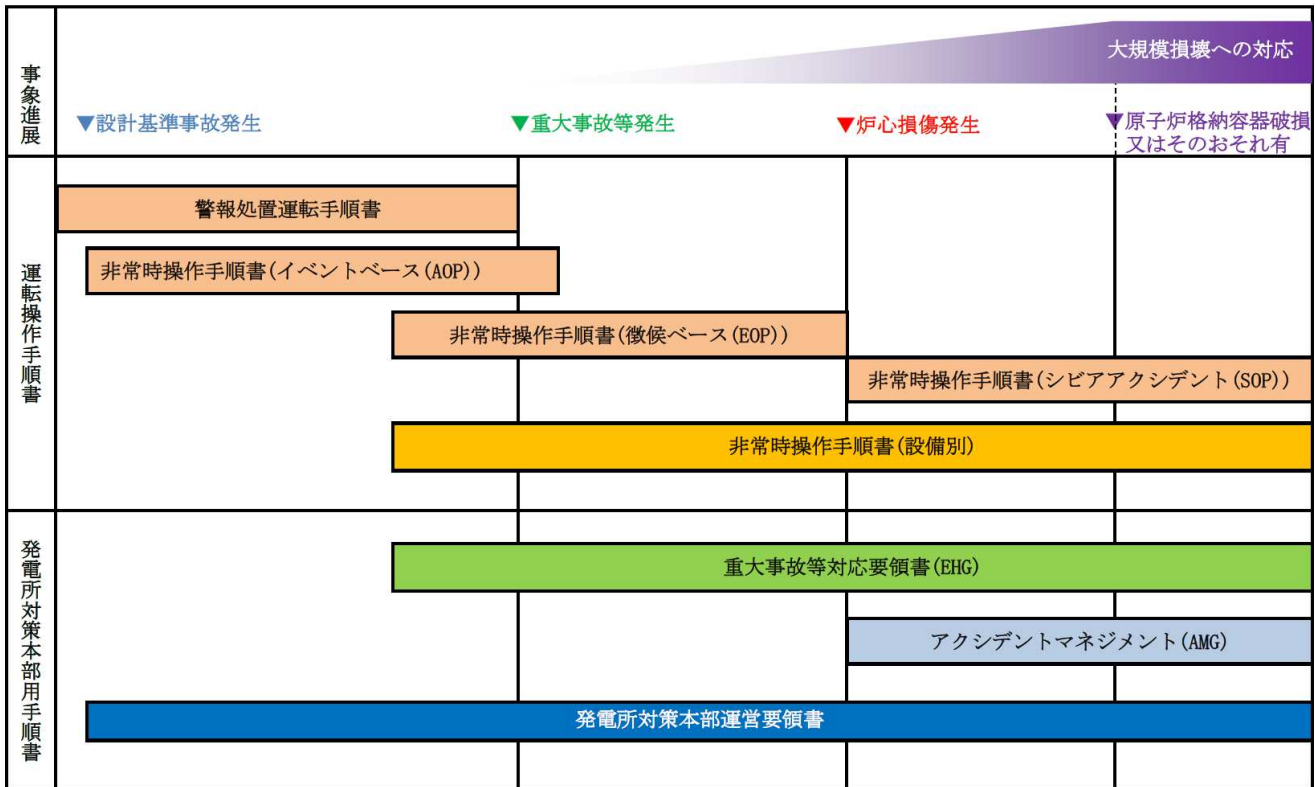 事象進展
大規模損壊への対応
▼設計基準事故発生
▼重大事故等発生
▼炉心損傷発生
▼原子炉格納容器破損
又はそのおそれ有
運転操作手順書
警報処置運転手順書
非常時操作手順書(イベントベース(AOP))
非常時操作手順書(徴候ベース(EOP))
非常時操作手順書(シビアアクシデント(SOP))
非常時操作手順書(設備別)
発電所対策本部用手順書
重大事故等対応要領書(EHG)
アクシデントマネジメント(AMG)
発電所対策本部運営要領書